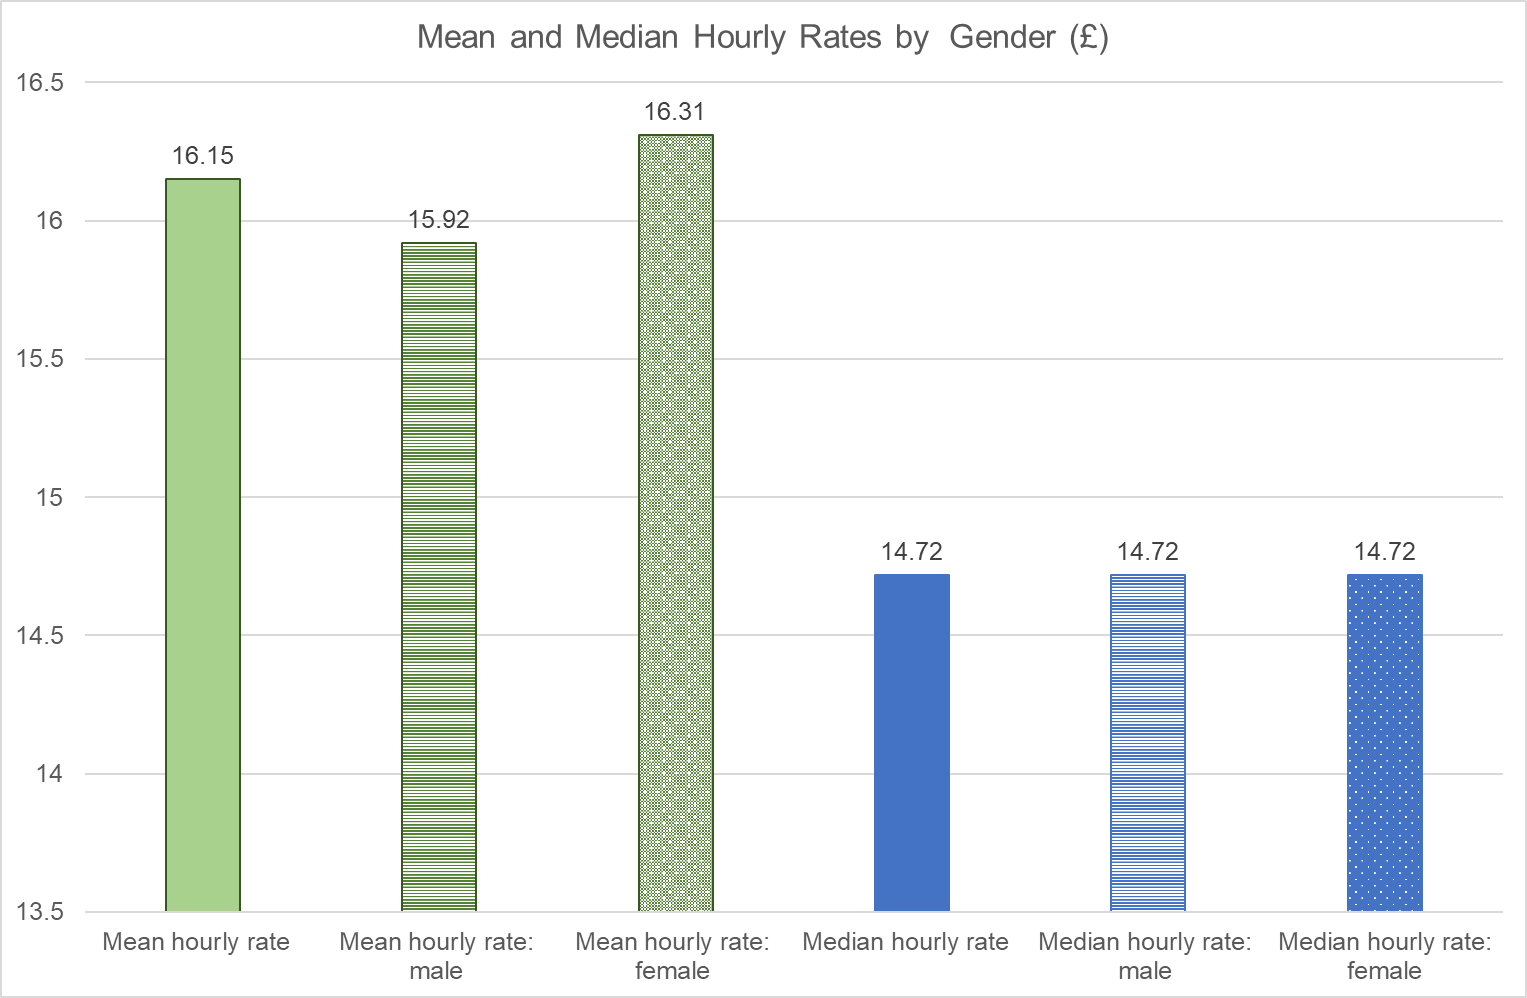 Mean and Median Hourly Rates by Gender (£)
16.5
16
15.5
15
14.5
14
13.5
16.15
15.92
16.31
14.72
14.72
14.72
Mean hourly rate
Mean hourly rate:
male
Mean hourly rate:
female
Median hourly rate
Median hourly rate:
male
Median hourly rate:
female